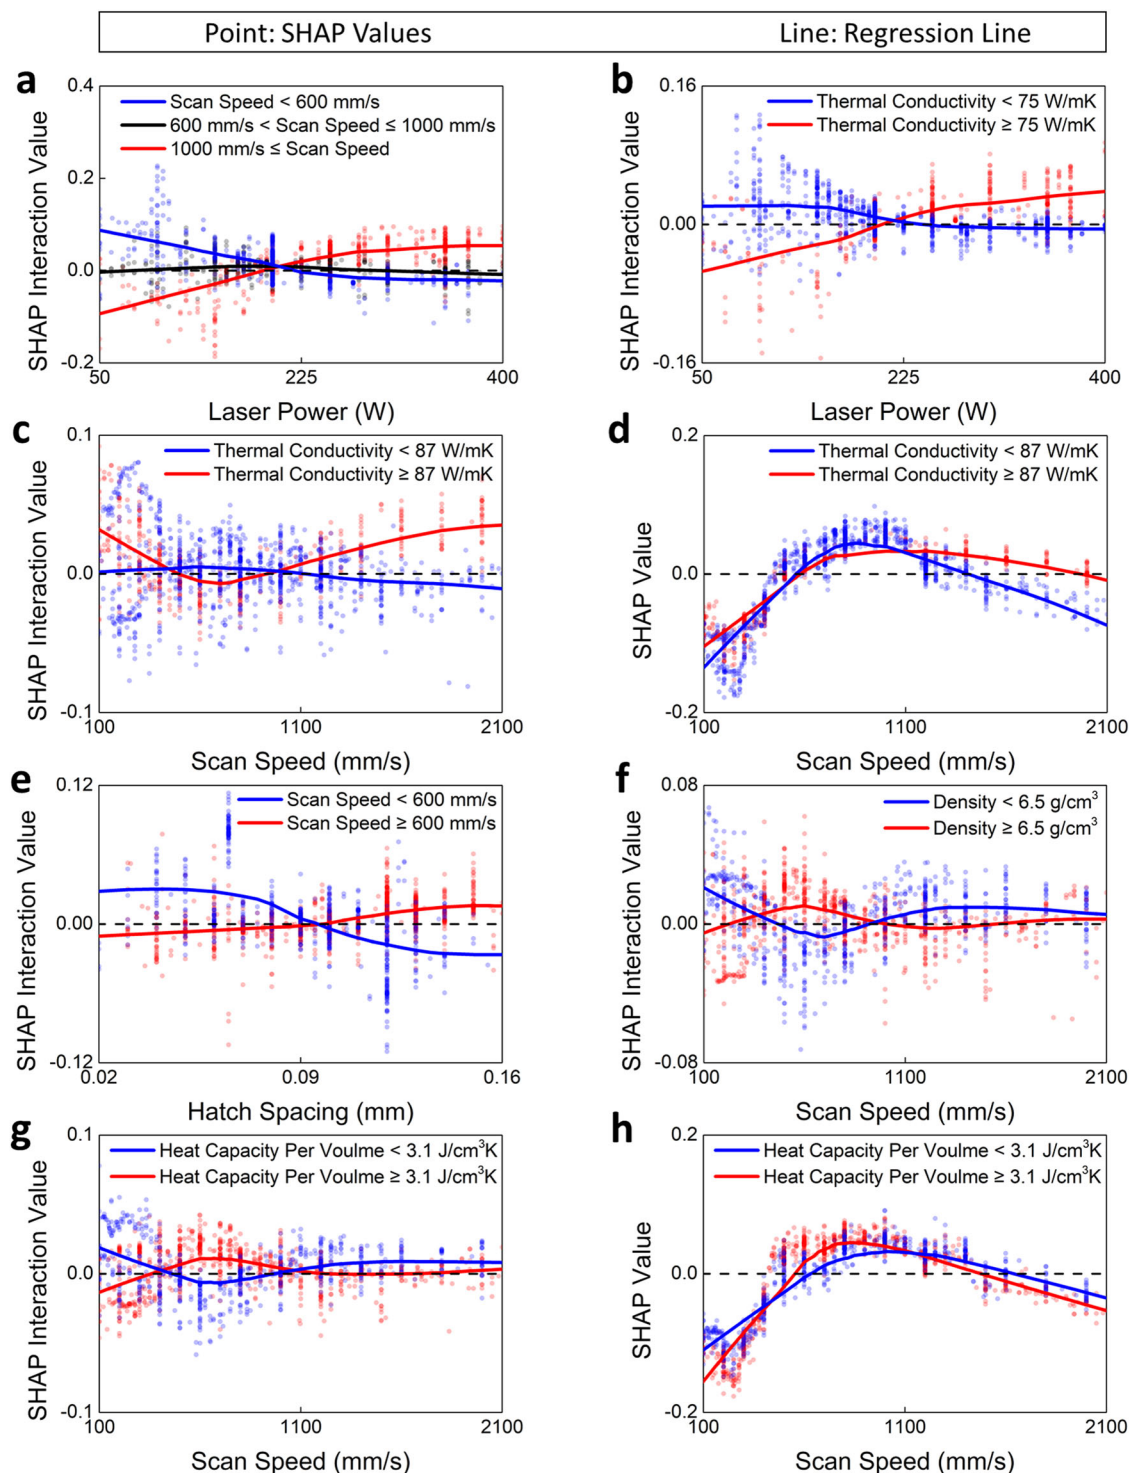 Point: SHAP Values Line: Regression Line
a
SHAP Interaction Value
0.4
0.2
0.0
-0.2
Scan Speed < 600 mm/s
600 mm/s < Scan Speed ≤ 1000 mm/s
1000 mm/s ≤ Scan Speed
50 225 400
Laser Power (W)
b
SHAP Interaction Value
0.16
0.00
-0.16
Thermal Conductivity < 75 W/mK
Thermal Conductivity ≥ 75 W/mK
50 225 400
Laser Power (W)
c
SHAP Interaction Value
0.1
0.0
-0.1
Thermal Conductivity < 87 W/mK
Thermal Conductivity ≥ 87 W/mK
100 1100 2100
Scan Speed (mm/s)
d
SHAP Value
0.2
0.0
-0.2
Thermal Conductivity < 87 W/mK
Thermal Conductivity ≥ 87 W/mK
100 1100 2100
Scan Speed (mm/s)
e
SHAP Interaction Value
0.12
0.00
-0.12
Scan Speed < 600 mm/s
Scan Speed ≥ 600 mm/s
0.02 0.09 0.16
Hatch Spacing (mm)
f
SHAP Interaction Value
0.08
0.00
-0.08
Density < 6.5 g/cm³
Density ≥ 6.5 g/cm³
100 1100 2100
Scan Speed (mm/s)
g
SHAP Interaction Value
0.1
0.0
-0.1
Heat Capacity Per Voulme < 3.1 J/cm³K
Heat Capacity Per Voulme ≥ 3.1 J/cm³K
100 1100 2100
Scan Speed (mm/s)
h
SHAP Value
0.2
0.0
-0.2
Heat Capacity Per Voulme < 3.1 J/cm³K
Heat Capacity Per Voulme ≥ 3.1 J/cm³K
100 1100 2100
Scan Speed (mm/s)